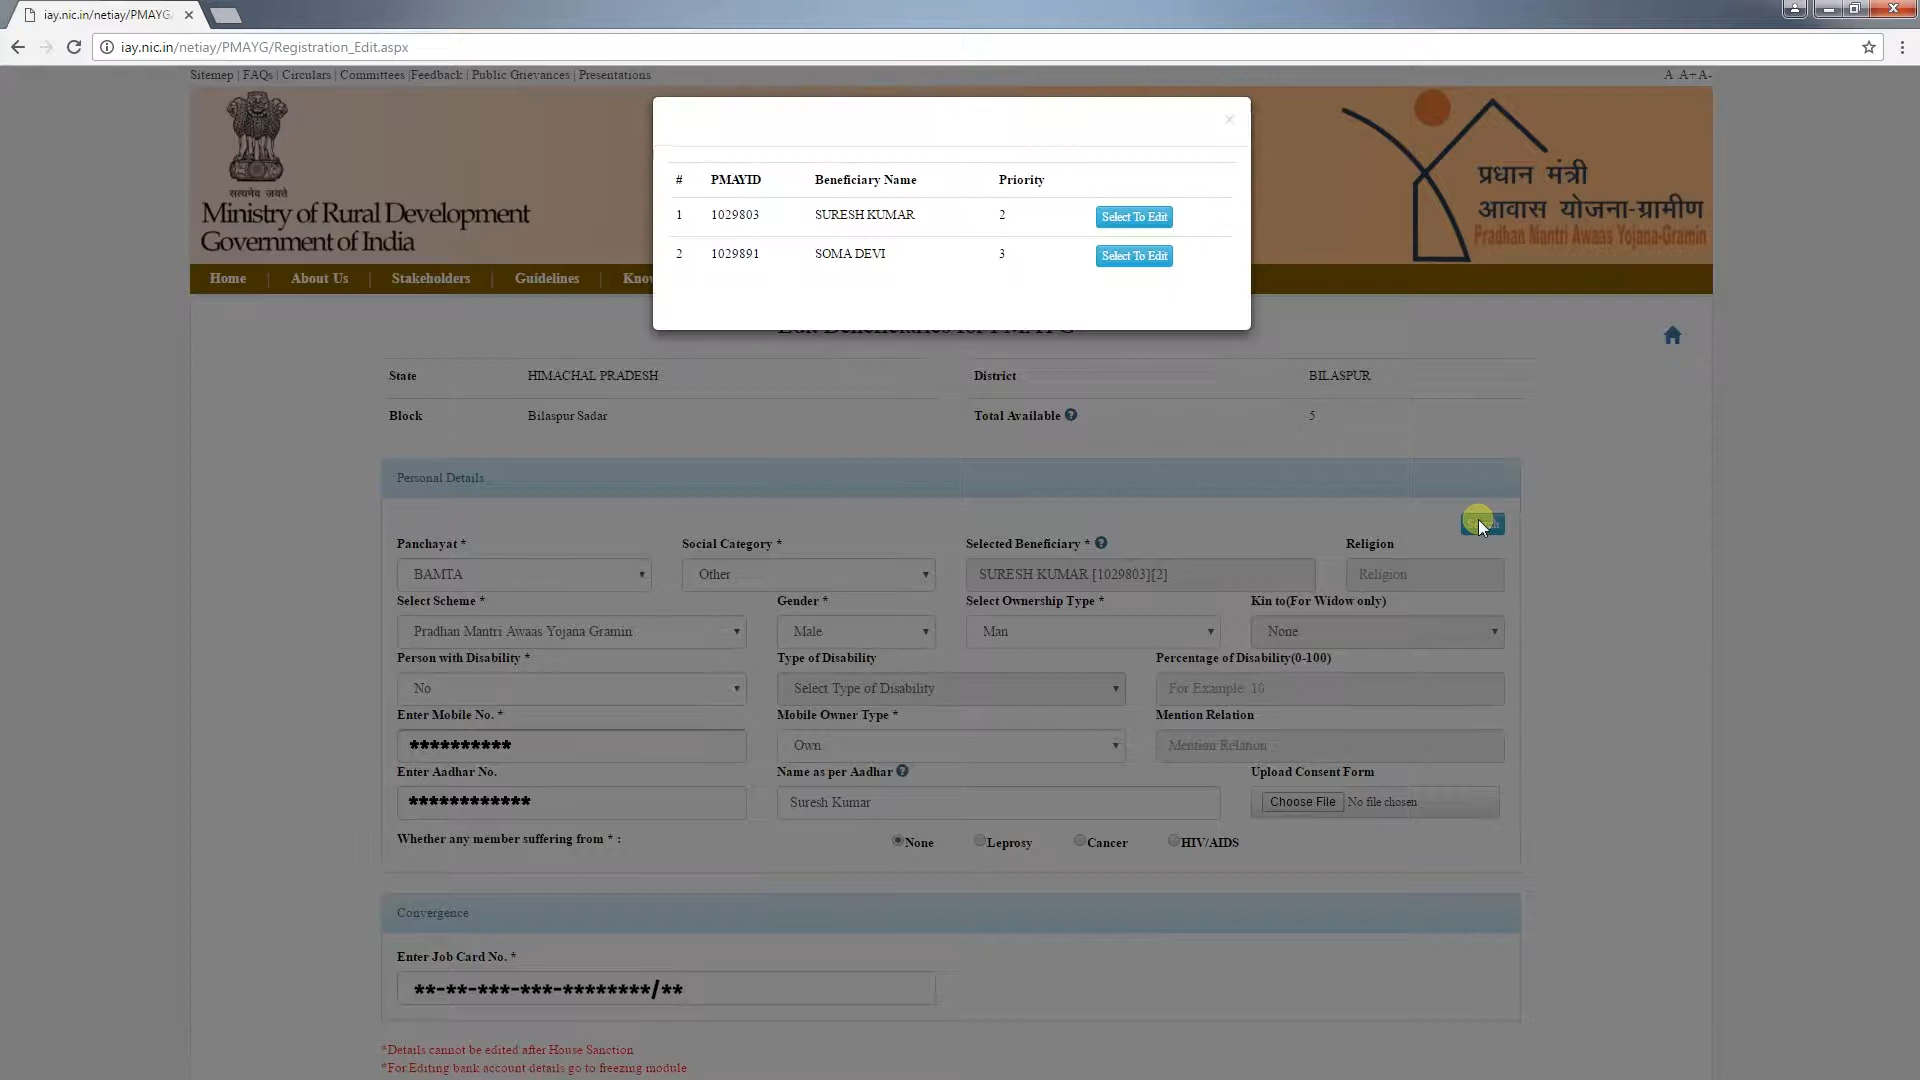 iay.nic.in/netiay/PMAYG/
iay.nic.in/netiay/PMAYG/Registration_Edit.aspx
Sitemep | FAQs | Circulars | Committees |Feedback | Public Grievances | Presentations
A A+ A-
सत्यमेव जयते
Ministry of Rural Development
Government of India
प्रधान मंत्री
आवास योजना-ग्रामीण
Pradhan Mantri Awaas Yojana-Gramin
Home | About Us | Stakeholders | Guidelines |
×
# PMAYID Beneficiary Name Priority
1 1029803 SURESH KUMAR 2 Select To Edit
2 1029891 SOMA DEVI 3 Select To Edit
State HIMACHAL PRADESH District BILASPUR
Block Bilaspur Sadar Total Available ? 5
Personal Details
Panchayat * Social Category * Selected Beneficiary * ? Religion
BAMTA Other SURESH KUMAR [1029803][2] Religion
Select Scheme * Gender * Select Ownership Type * Kin to(For Widow only)
Pradhan Mantri Awaas Yojana Gramin Male Man None
Person with Disability * Type of Disability Percentage of Disability(0-100)
No Select Type of Disability For Example: 10
Enter Mobile No. * Mobile Owner Type * Mention Relation
********** Own Mention Relation
Enter Aadhar No. Name as per Aadhar ? Upload Consent Form
************ Suresh Kumar Choose File No file chosen
Whether any member suffering from * : None Leprosy Cancer HIV/AIDS
Convergence
Enter Job Card No. *
**-**-***-***-********/**
*Details cannot be edited after House Sanction
*For Editing bank account details go to freezing module